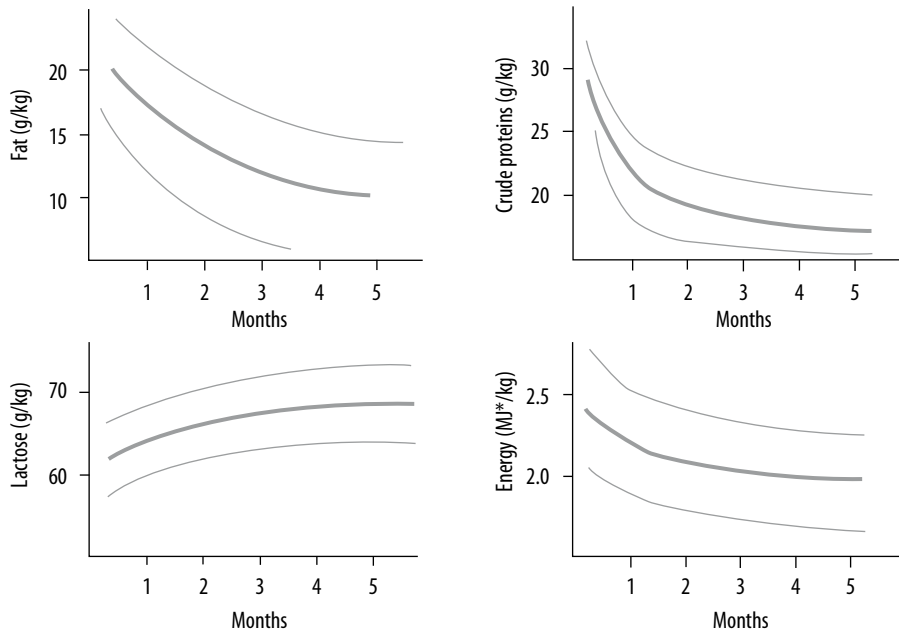 Fat (g/kg)
20
15
10
1 2 3 4 5
Months
Crude proteins (g/kg)
30
25
20
1 2 3 4 5
Months
Lactose (g/kg)
70
60
1 2 3 4 5
Months
Energy (MJ*/kg)
2.5
2.0
1 2 3 4 5
Months